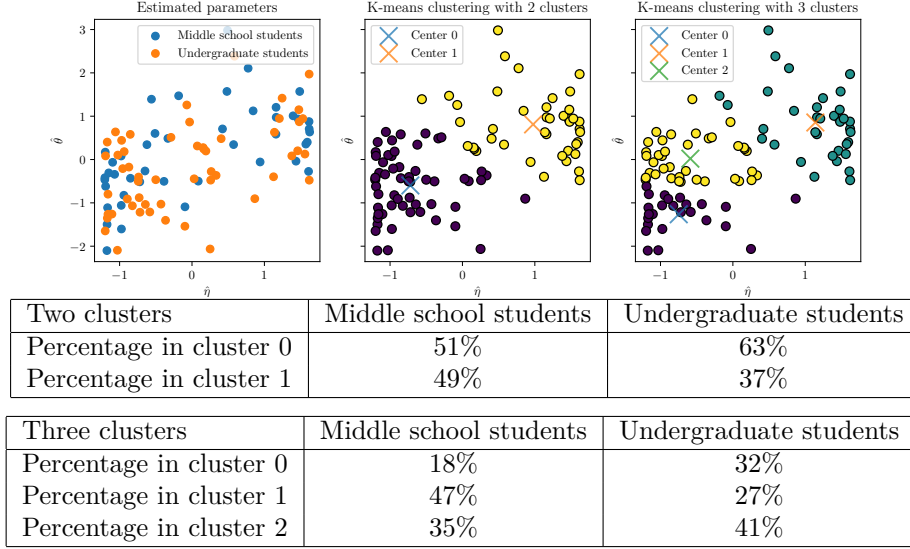 Estimated parameters
Middle school students
Undergraduate students
3
2
1
0
−1
−2
θ̂
−1
0
1
η̂
K-means clustering with 2 clusters
Center 0
Center 1
−1
0
1
η̂
K-means clustering with 3 clusters
Center 0
Center 1
Center 2
θ̂
−1
0
1
η̂
Two clusters Middle school students Undergraduate students
Percentage in cluster 0 51% 63%
Percentage in cluster 1 49% 37%
Three clusters Middle school students Undergraduate students
Percentage in cluster 0 18% 32%
Percentage in cluster 1 47% 27%
Percentage in cluster 2 35% 41%